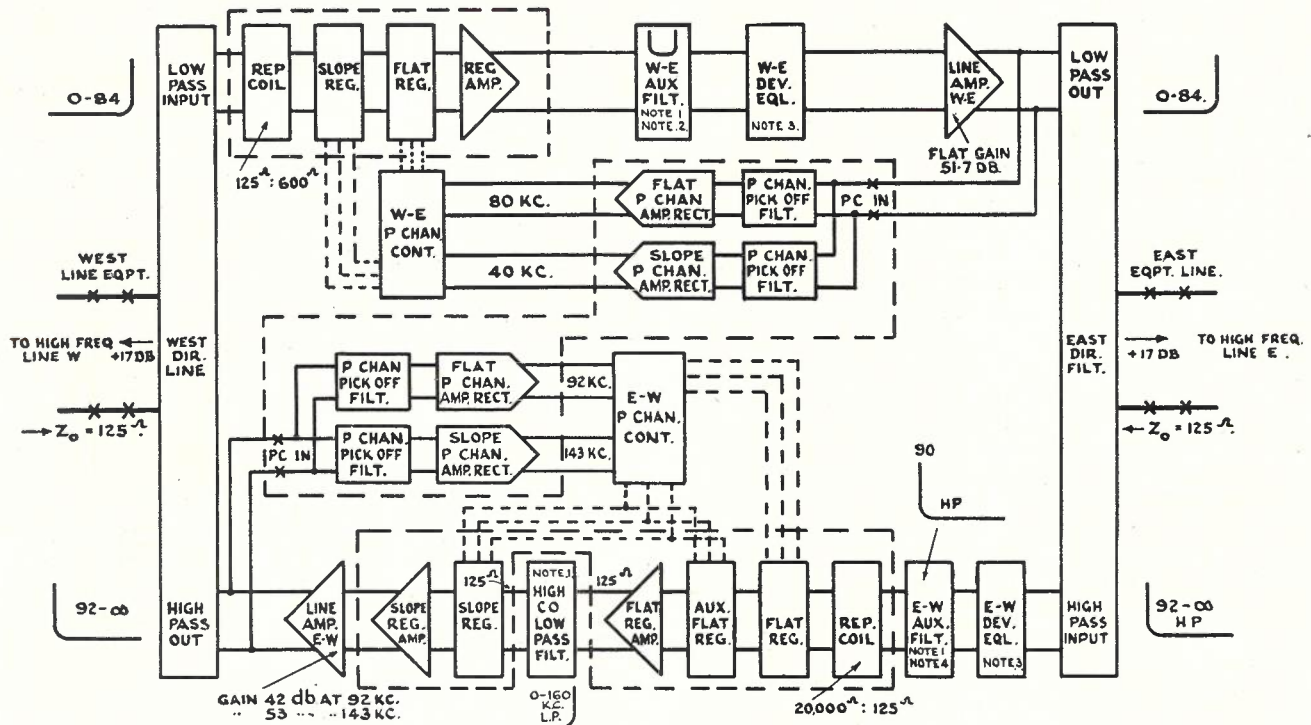 LOW
PASS
INPUT
REP
COIL
SLOPE
REG.
FLAT
REG.
REG
AMP.
W-E
AUX
FILT.
NOTE 1
NOTE.2.
W-E
DEV.
EQL.
NOTE 3.
LINE
AMP.
W-E
LOW
PASS
OUT
0-84
0-84.
125Ω:600Ω
FLAT GAIN
51·7 DB.
W-E
P CHAN.
CONT.
80 KC.
FLAT
P CHAN
AMP.RECT.
P CHAN.
PICK OFF
FILT.
PC IN
40 KC.
SLOPE
P CHAN.
AMP.RECT.
P CHAN.
PICK OFF
FILT.
WEST
LINE EQPT.
EAST
EQPT. LINE.
TO HIGH FREQ
LINE W
+17 DB
WEST
DIR.
LINE
EAST
DIR.
FILT.
+17 DB
TO HIGH FREQ.
LINE E.
P CHAN
PICK OFF
FILT.
FLAT
P CHAN.
AMP. RECT.
92 KC.
E-W
P CHAN.
CONT.
→ Zo = 125Ω.
← Zo = 125Ω.
PC IN
P CHAN.
PICK OFF
FILT.
SLOPE
P CHAN.
AMP.RECT.
143 KC.
90
HP
92-∞
HIGH
PASS
OUT
LINE
AMP.
E-W
SLOPE
REG.
AMP.
SLOPE
REG.
125Ω
NOTE.1.
HIGH
CO
LOW
PASS
FILT.
125Ω
FLAT
REG.
AMP.
AUX.
FLAT
REG.
FLAT
REG.
REP.
COIL
E-W
AUX.
FILT.
NOTE 1
NOTE 4
E-W
DEV.
EQL.
NOTE 3
HIGH
PASS
INPUT
92-∞
HP
GAIN 42 db AT 92 KC.
" 53 " " 143 KC.
0-160
K.C.
L.P.
20,000Ω:125Ω